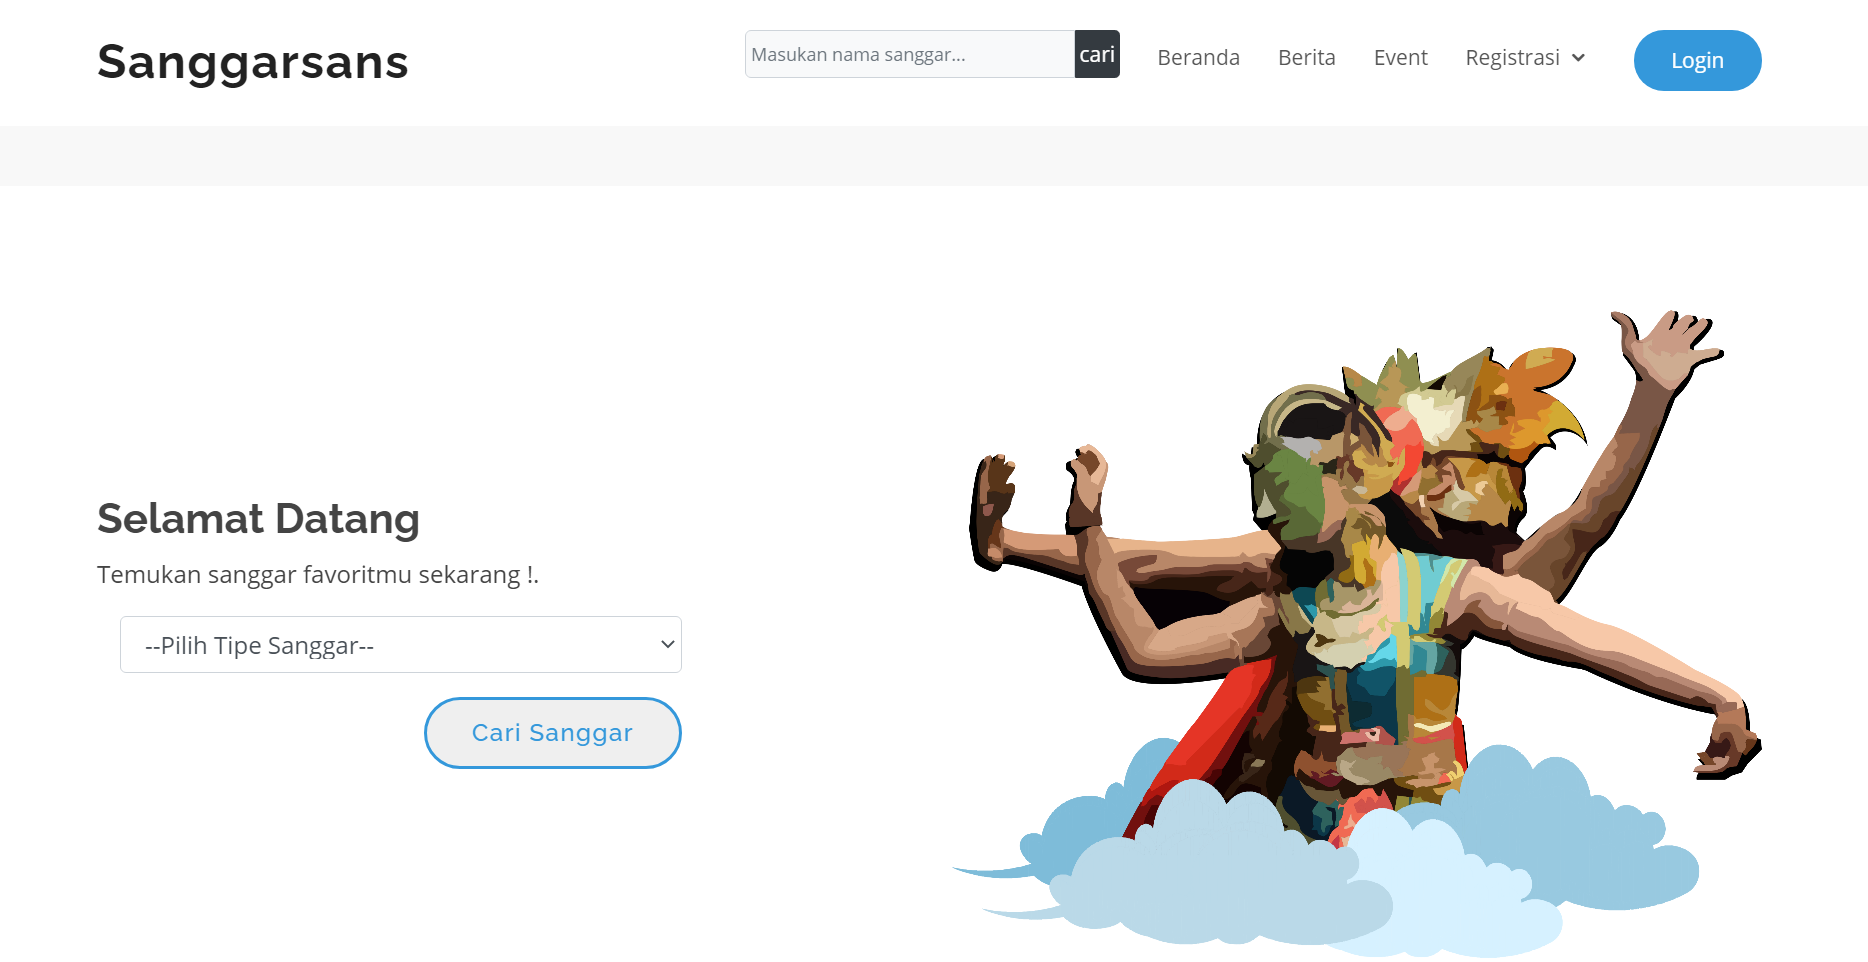 Sanggarsans
Masukan nama sanggar...
cari
Beranda
Berita
Event
Registrasi
Login
Selamat Datang
Temukan sanggar favoritmu sekarang !.
--Pilih Tipe Sanggar--
Cari Sanggar